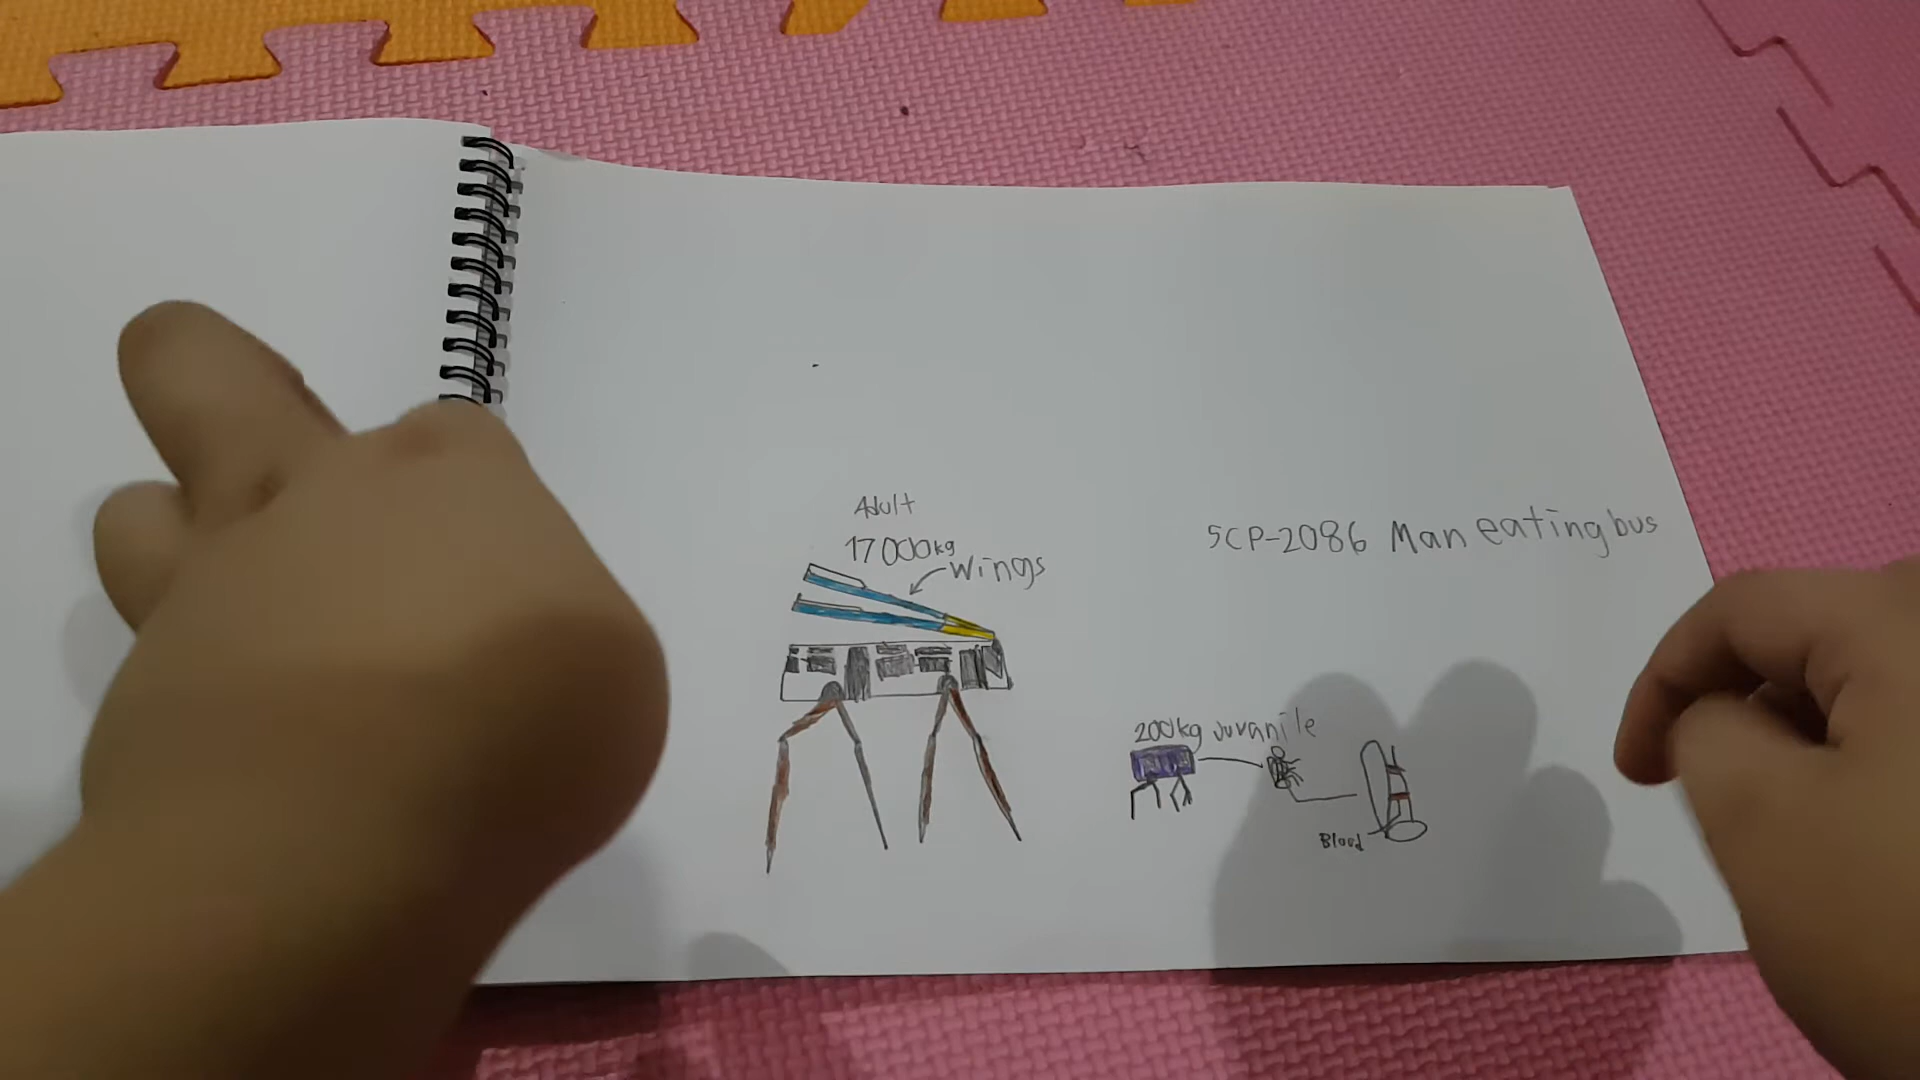 Adult
17000kg
wings
SCP-2086 Man eating bus
200kg Juvanile
Blood